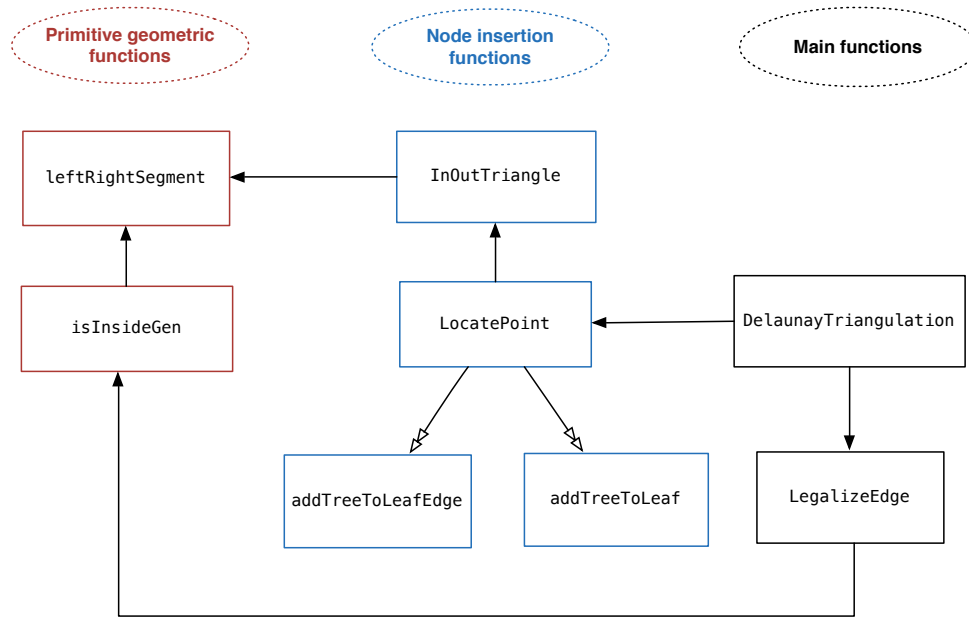 Primitive geometric
functions
Node insertion
functions
Main functions
leftRightSegment
InOutTriangle
isInsideGen
LocatePoint
DelaunayTriangulation
addTreeToLeafEdge
addTreeToLeaf
LegalizeEdge